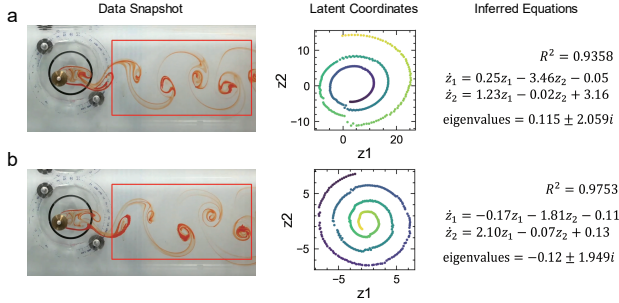 Data Snapshot
Latent Coordinates
Inferred Equations
a
z2
10
0
−10
0
20
z1
R² = 0.9358
ż₁ = 0.25z₁ − 3.46z₂ − 0.05
ż₂ = 1.23z₁ − 0.02z₂ + 3.16
eigenvalues = 0.115 ± 2.059i
b
z2
5
0
−5
−5
0
5
z1
R² = 0.9753
ż₁ = −0.17z₁ − 1.81z₂ − 0.11
ż₂ = 2.10z₁ − 0.07z₂ + 0.13
eigenvalues = −0.12 ± 1.949i